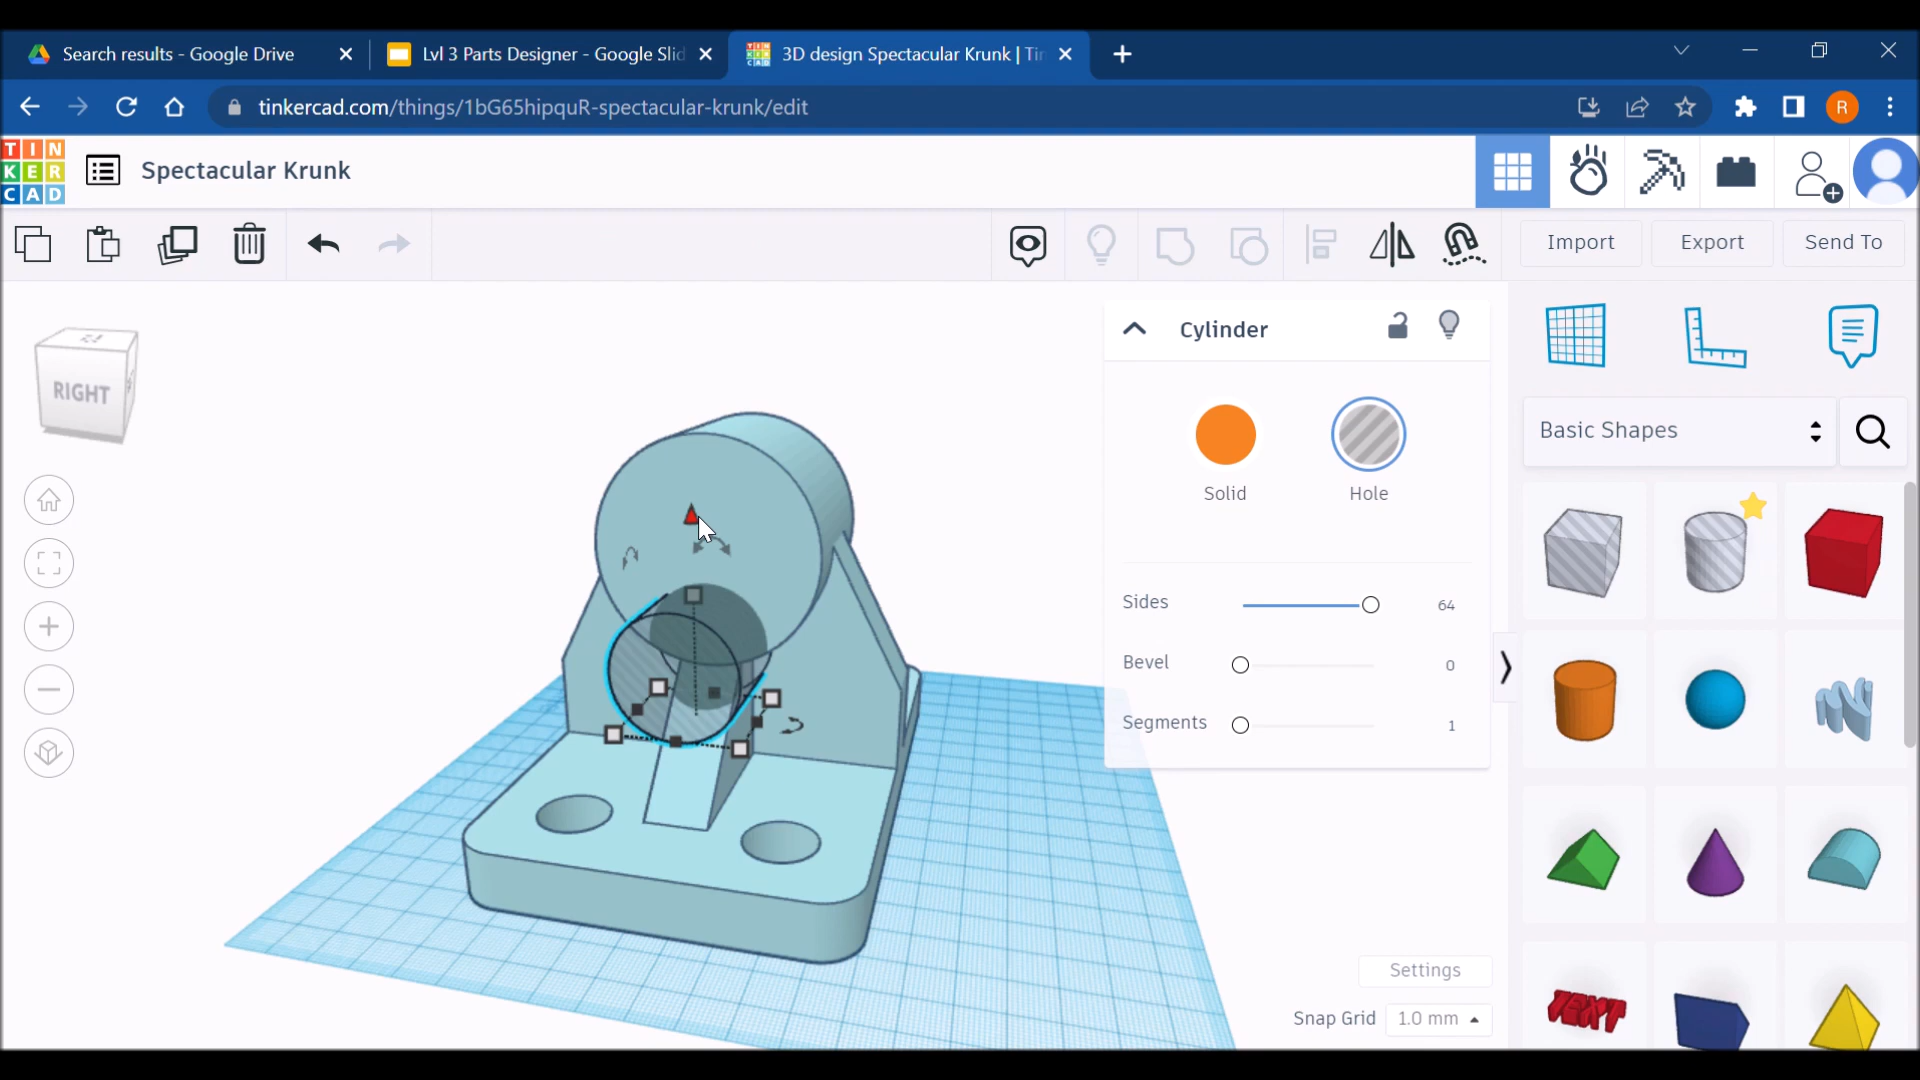 Search results - Google Drive
Lvl 3 Parts Designer - Google Slid
3D design Spectacular Krunk | Tin
tinkercad.com/things/1bG65hipquR-spectacular-krunk/edit
R
TIN
KER
CAD
Spectacular Krunk
Import
Export
Send To
RIGHT
Cylinder
Solid
Hole
Sides
64
Bevel
0
Segments
1
Basic Shapes
TEXT
Settings
Snap Grid
1.0 mm